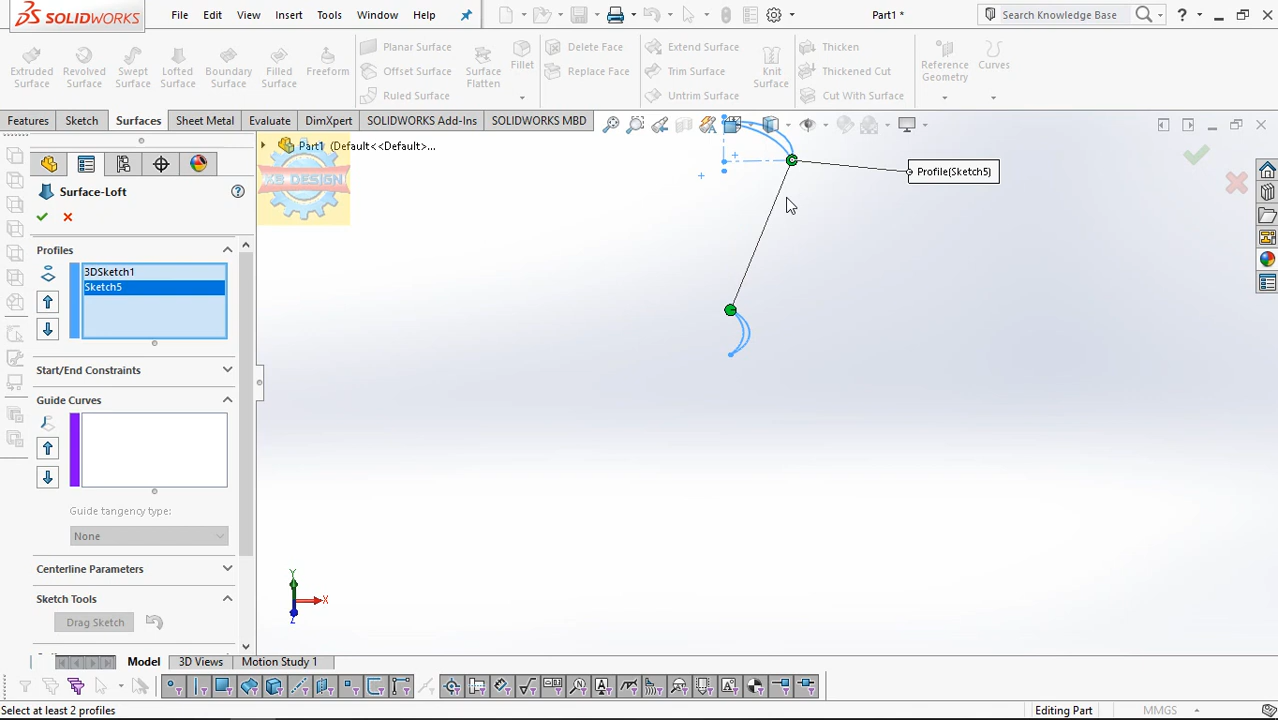 SOLIDWORKS
File Edit View Insert Tools Window Help
Part1 *
Search Knowledge Base
Extruded Surface
Revolved Surface
Swept Surface
Lofted Surface
Boundary Surface
Filled Surface
Freeform
Planar Surface
Offset Surface
Ruled Surface
Surface Flatten
Fillet
Delete Face
Replace Face
Extend Surface
Trim Surface
Untrim Surface
Knit Surface
Thicken
Thickened Cut
Cut With Surface
Reference Geometry
Curves
Features Sketch Surfaces Sheet Metal Evaluate DimXpert SOLIDWORKS Add-Ins SOLIDWORKS MBD
Part1 (Default<<Default>...
KB DESIGN
Profile(Sketch5)
Surface-Loft
Profiles
3DSketch1
Sketch5
Start/End Constraints
Guide Curves
Guide tangency type:
None
Centerline Parameters
Sketch Tools
Drag Sketch
Y
X
Z
Model 3D Views Motion Study 1
Select at least 2 profiles
Editing Part
MMGS